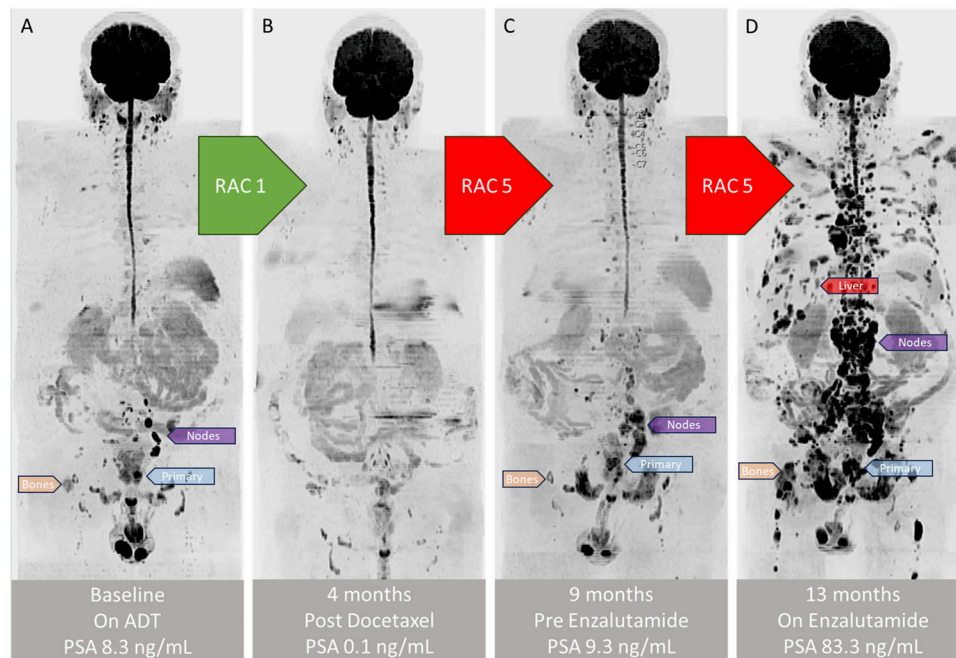 A
B
C
D
RAC 1
RAC 5
RAC 5
Liver
Nodes
Nodes
Nodes
Primary
Primary
Primary
Bones
Bones
Bones
Baseline
On ADT
PSA 8.3 ng/mL
4 months
Post Docetaxel
PSA 0.1 ng/mL
9 months
Pre Enzalutamide
PSA 9.3 ng/mL
13 months
On Enzalutamide
PSA 83.3 ng/mL